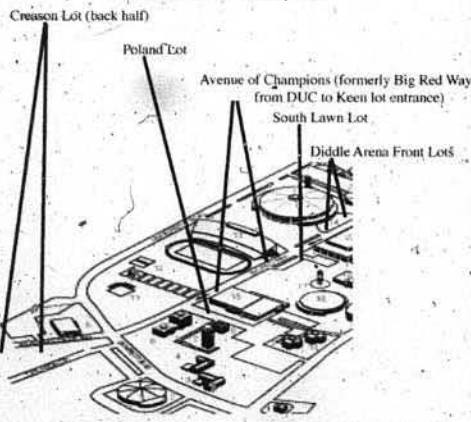 Creason Lot (back half)
Poland Lot
Avenue of Champions (formerly Big Red Way
from DUC to Keen lot entrance)
South Lawn Lot
Diddle Arena Front Lots